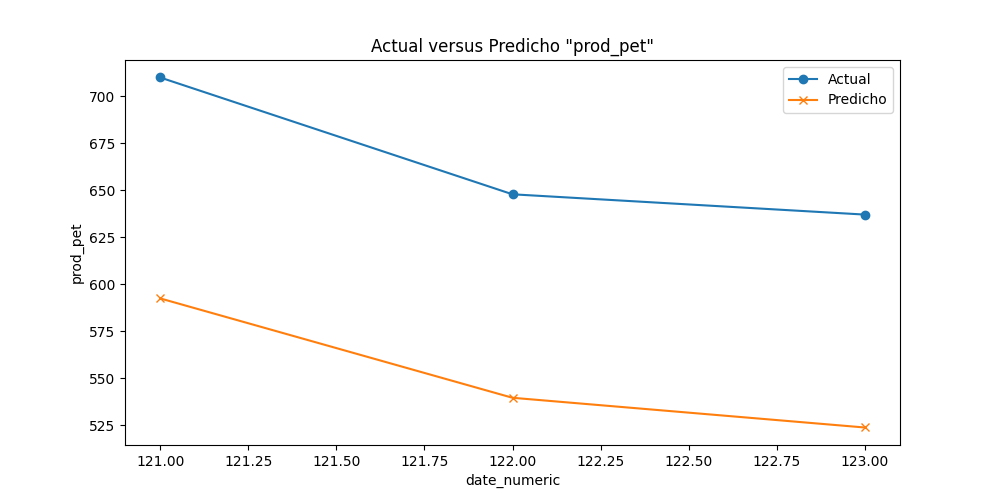 Actual versus Predicho "prod_pet"
Actual
Predicho
700
675
650
625
600
575
550
525
prod_pet
121.00 121.25 121.50 121.75 122.00 122.25 122.50 122.75 123.00
date_numeric